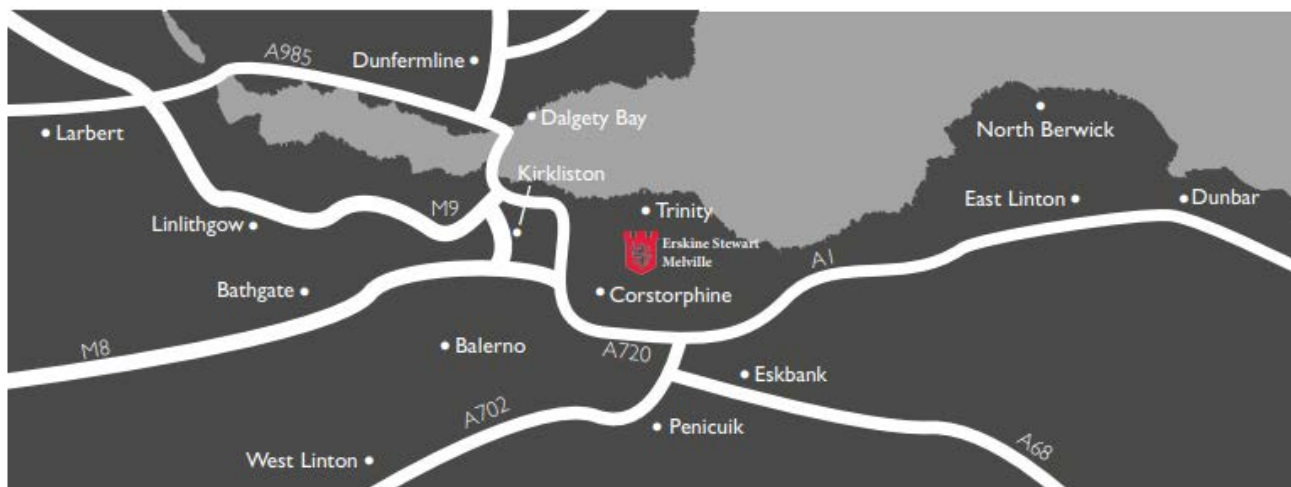 A985
Dunfermline
Larbert
Dalgety Bay
North Berwick
Kirkliston
Linlithgow
M9
Trinity
East Linton
Dunbar
Erskine Stewart
Melville
A1
Bathgate
Corstorphine
M8
Balerno
A720
Eskbank
A702
Penicuik
A68
West Linton